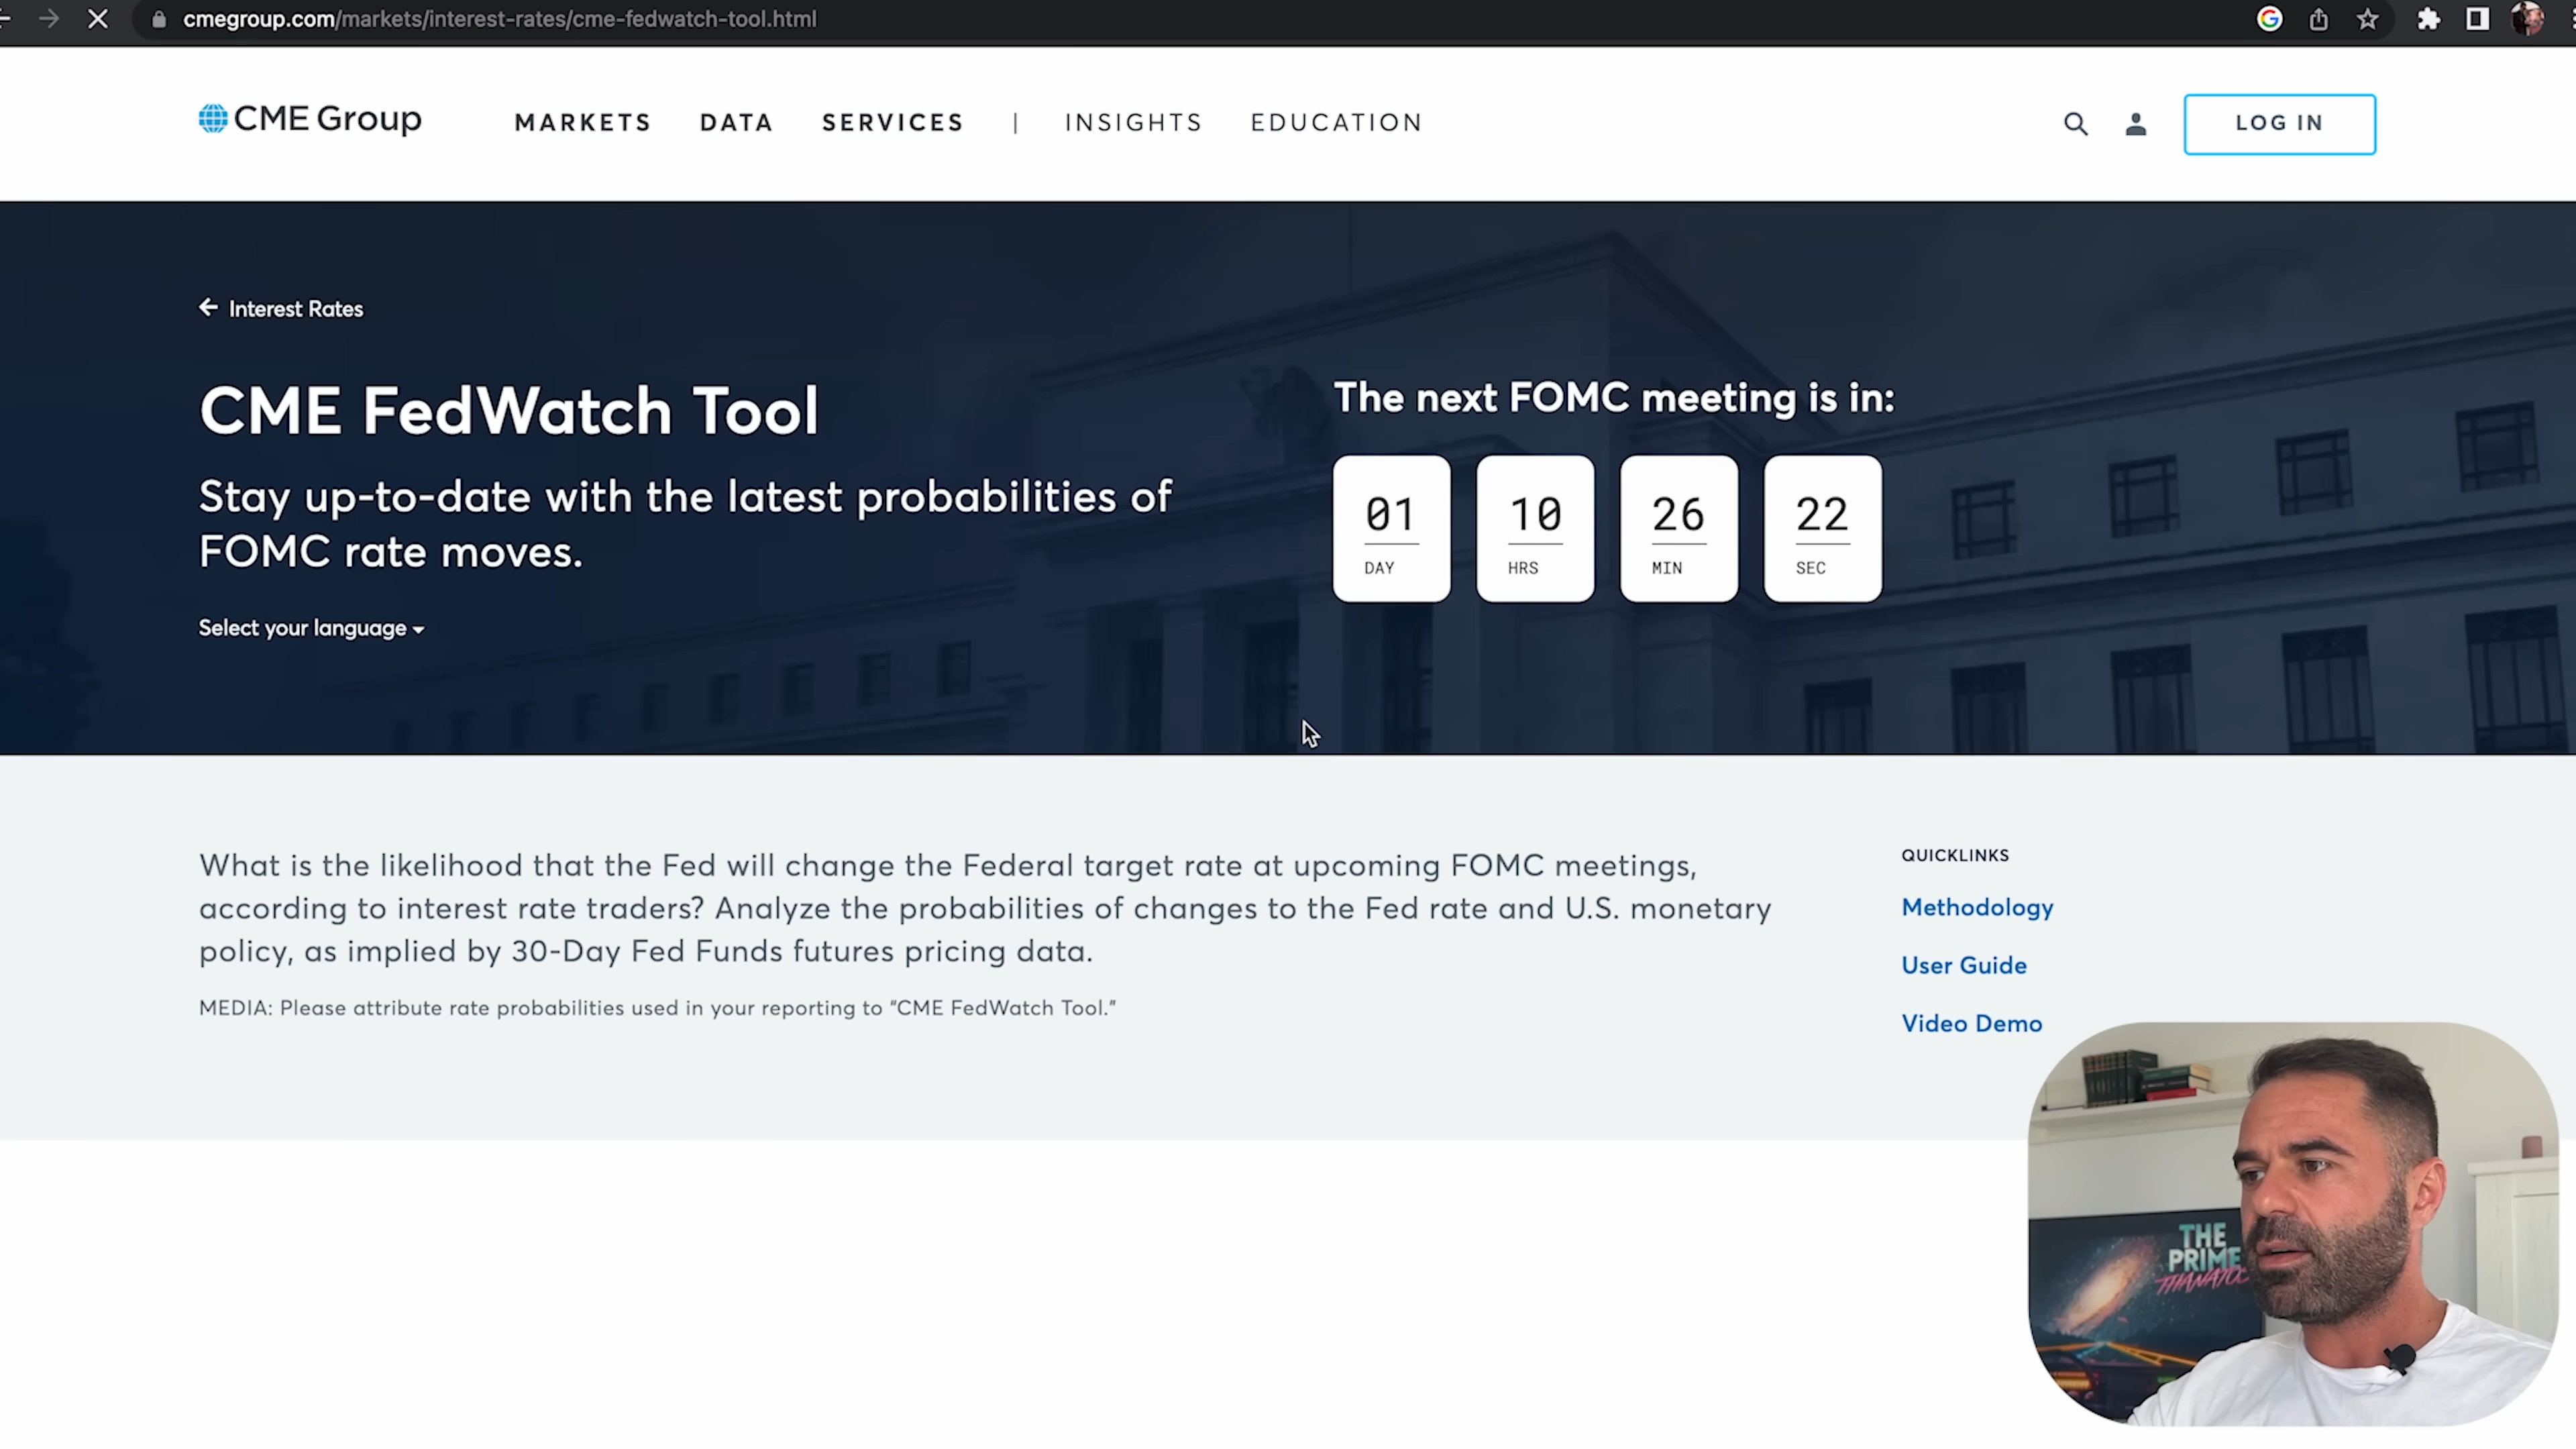 cmegroup.com/markets/interest-rates/cme-fedwatch-tool.html
CME Group
MARKETS DATA SERVICES | INSIGHTS EDUCATION
LOG IN
Interest Rates
CME FedWatch Tool
Stay up-to-date with the latest probabilities of
FOMC rate moves.
Select your language
The next FOMC meeting is in:
01 10 26 22
DAY HRS MIN SEC
What is the likelihood that the Fed will change the Federal target rate at upcoming FOMC meetings,
according to interest rate traders? Analyze the probabilities of changes to the Fed rate and U.S. monetary
policy, as implied by 30-Day Fed Funds futures pricing data.
MEDIA: Please attribute rate probabilities used in your reporting to “CME FedWatch Tool.”
QUICKLINKS
Methodology
User Guide
Video Demo
THE
PRIME